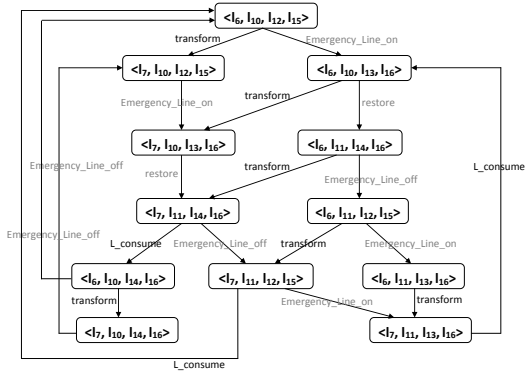 <l₆, l₁₀, l₁₂, l₁₅>
transform
Emergency_Line_on
<l₇, l₁₀, l₁₂, l₁₅>
<l₆, l₁₀, l₁₃, l₁₆>
Emergency_Line_on
transform
restore
<l₇, l₁₀, l₁₃, l₁₆>
<l₆, l₁₁, l₁₄, l₁₆>
Emergency_Line_off
restore
transform
Emergency_Line_off
L_consume
<l₇, l₁₁, l₁₄, l₁₆>
<l₆, l₁₁, l₁₂, l₁₅>
Emergency_Line_off
L_consume
Emergency_Line_off
transform
Emergency_Line_on
<l₆, l₁₀, l₁₄, l₁₆>
<l₇, l₁₁, l₁₂, l₁₅>
<l₆, l₁₁, l₁₃, l₁₆>
transform
Emergency_Line_on
transform
<l₇, l₁₀, l₁₄, l₁₆>
<l₇, l₁₁, l₁₃, l₁₆>
L_consume